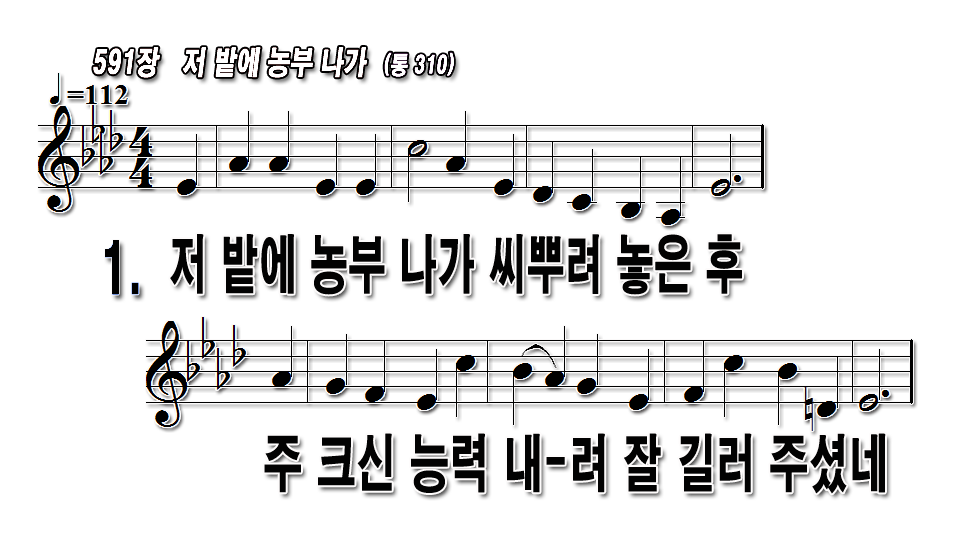 591장 저 밭에 농부 나가 (통 310)
♩=112
4
4
1. 저 밭에 농부 나가 씨뿌려 놓은 후
주 크신 능력 내-려 잘 길러 주셨네